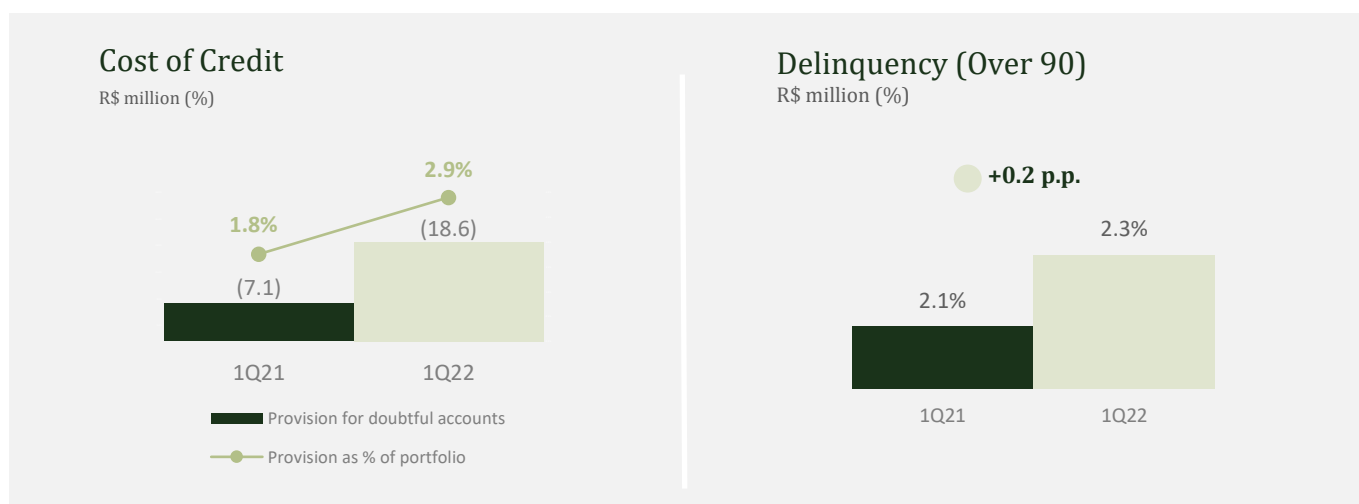 Cost of Credit
R$ million (%)
2.9%
1.8%
(18.6)
(7.1)
1Q21 1Q22
Provision for doubtful accounts
Provision as % of portfolio
Delinquency (Over 90)
R$ million (%)
+0.2 p.p.
2.3%
2.1%
1Q21 1Q22